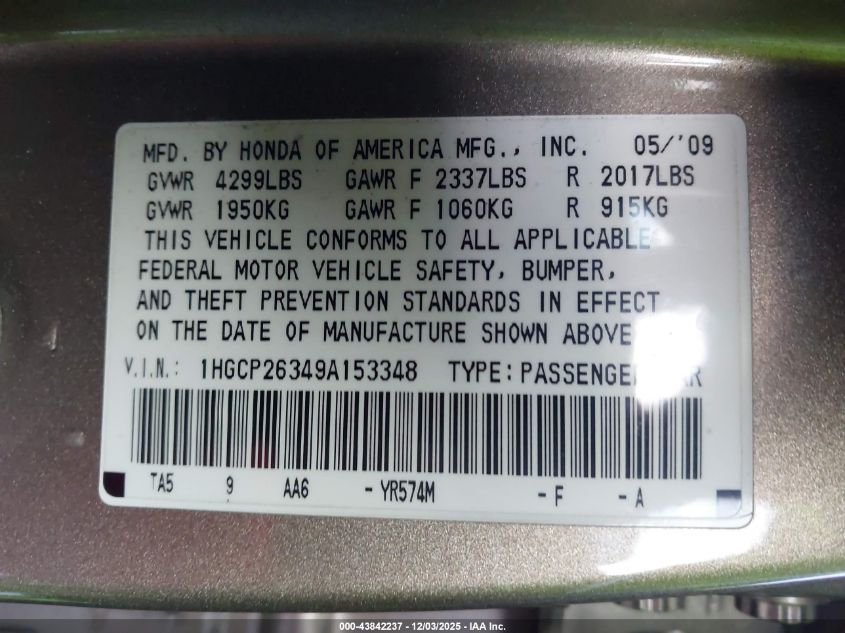 MFD. BY HONDA OF AMERICA MFG., INC. 05/'09
GVWR 4299LBS GAWR F 2337LBS R 2017LBS
GVWR 1950KG GAWR F 1060KG R 915KG
THIS VEHICLE CONFORMS TO ALL APPLICABLE
FEDERAL MOTOR VEHICLE SAFETY, BUMPER,
AND THEFT PREVENTION STANDARDS IN EFFECT
ON THE DATE OF MANUFACTURE SHOWN ABOVE
V.I.N.: 1HGCP26349A153348 TYPE:
TA5 9 AA6 -YR574M -F -A
000-43842237 - 12/03/2025 - IAA Inc.